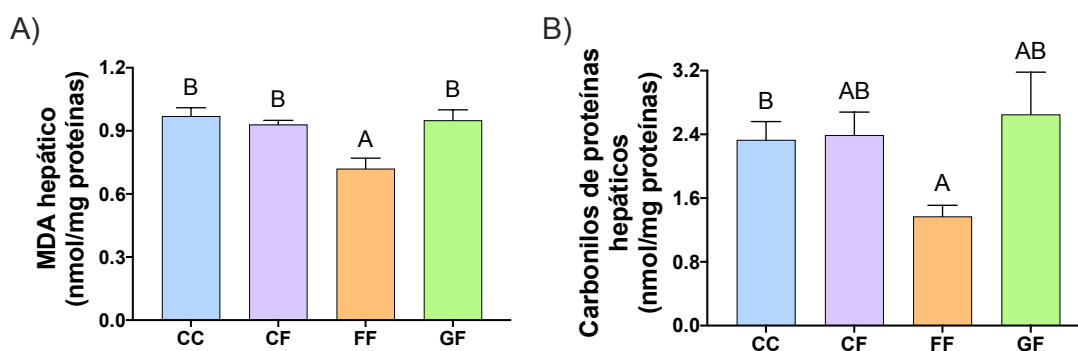 A)
MDA hepático
(nmol/mg proteínas)
1.2
0.9
0.6
0.3
0.0
B
B
A
B
CC
CF
FF
GF
B)
Carbonilos de proteínas
hepáticos
(nmol/mg proteínas)
3.2
2.4
1.6
0.8
0.0
B
AB
A
AB
CC
CF
FF
GF